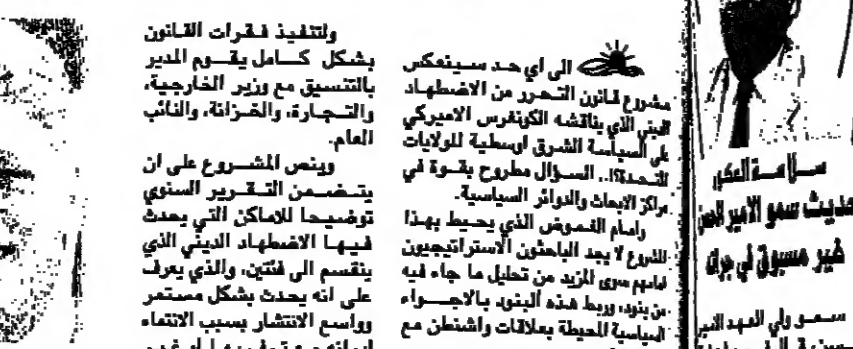 الى اي حد سينعكس
مشروع قانون التحرر من الاضطهاد
الديني الذي يناقشه الكونغرس الاميركي
على السياسة الشرق اوسطية للولايات
المتحدة؟!.. السؤال مطروح بقوة في
مراكز الابحاث والدوائر السياسية.
وامام الغموض الذي يحيط بهذا
المشروع لا يجد الباحثون الاستراتيجيون
امامهم سوى المزيد من تحليل ما جاء فيه
من بنود، وربط هذه البنود بالاجواء
السياسية المحيطة بعلاقات واشنطن مع
ولتنفيذ فقرات القانون
بشكل كامل يقوم المدير
بالتنسيق مع وزير الخارجية،
والتجارة، والخزانة، والنائب
العام.
وينص المشروع على ان
يتضمن التقرير السنوي
توضيحا للاماكن التي يحدث
فيها الاضطهاد الديني الذي
ينقسم الى فئتين، والذي يعرف
على انه يحدث بشكل مستمر
وواسع الانتشار بسبب الانتماء
سلامة العكور
حديث سمو الامير الحسن
غير مسبوق في
سمو ولي العهد الامير